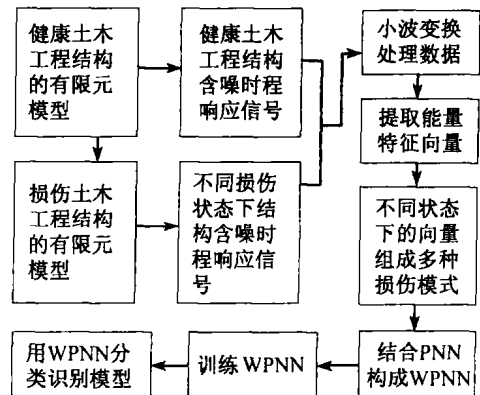 健康土木
工程结构
的有限元
模型
健康土木
工程结构
含噪时程
响应信号
小波变换
处理数据
提取能量
特征向量
损伤土木
工程结构
的有限元
模型
不同损伤
状态下结
构含噪时
程响应信
号
不同状态
下的向量
组成多种
损伤模式
结合PNN
构成WPNN
训练WPNN
用WPNN分
类识别模型